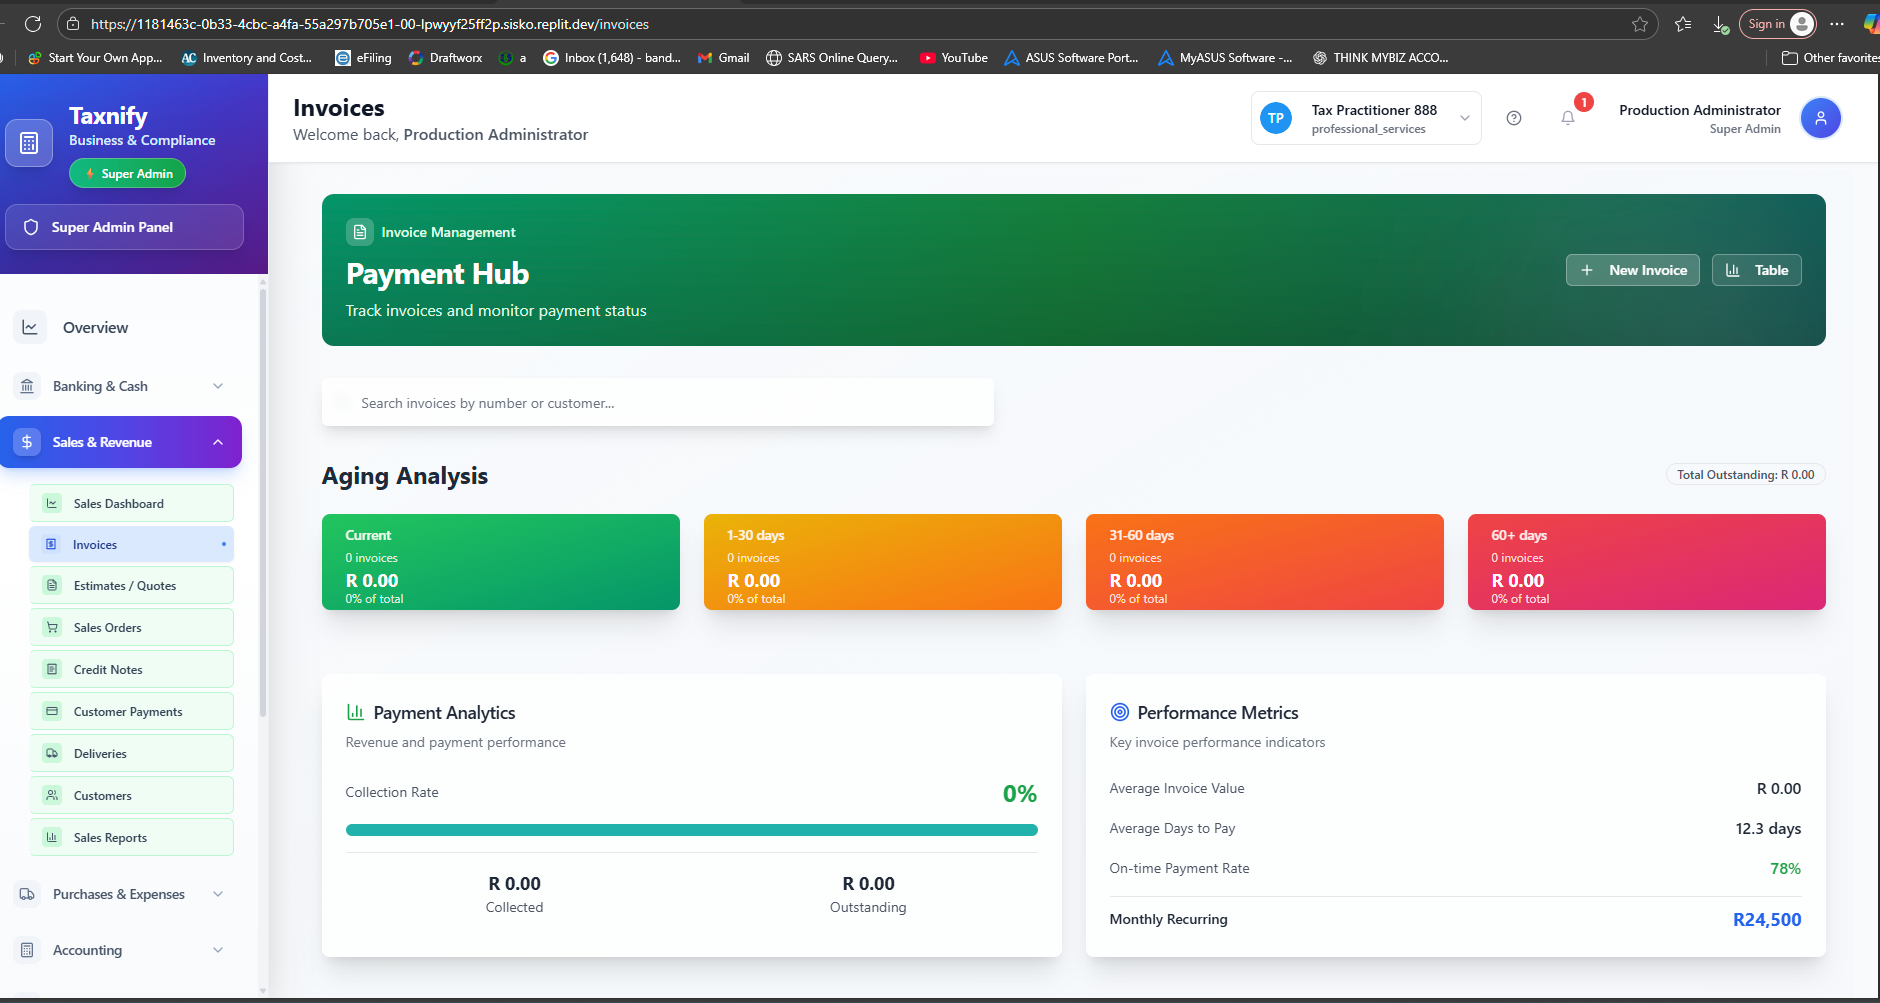 https://1181463c-0b33-4cbc-a4fa-55a297b705e1-00-lpwyyf25ff2p.sisko.replit.dev/invoices
Sign in
Start Your Own App...
Inventory and Cost...
eFiling
Draftworx
a
Inbox (1,648) - band...
Gmail
SARS Online Query...
YouTube
ASUS Software Port...
MyASUS Software -...
THINK MYBIZ ACCO...
Other favorites
Taxnify
Business & Compliance
Super Admin
Super Admin Panel
Overview
Banking & Cash
Sales & Revenue
Sales Dashboard
Invoices
Estimates / Quotes
Sales Orders
Credit Notes
Customer Payments
Deliveries
Customers
Sales Reports
Purchases & Expenses
Accounting
Invoices
Welcome back, Production Administrator
TP
Tax Practitioner 888
professional_services
1
Production Administrator
Super Admin
Invoice Management
Payment Hub
Track invoices and monitor payment status
New Invoice
Table
Search invoices by number or customer...
Aging Analysis
Total Outstanding: R 0.00
Current
0 invoices
R 0.00
0% of total
1-30 days
0 invoices
R 0.00
0% of total
31-60 days
0 invoices
R 0.00
0% of total
60+ days
0 invoices
R 0.00
0% of total
Payment Analytics
Revenue and payment performance
Collection Rate
0%
R 0.00
Collected
R 0.00
Outstanding
Performance Metrics
Key invoice performance indicators
Average Invoice Value
R 0.00
Average Days to Pay
12.3 days
On-time Payment Rate
78%
Monthly Recurring
R24,500